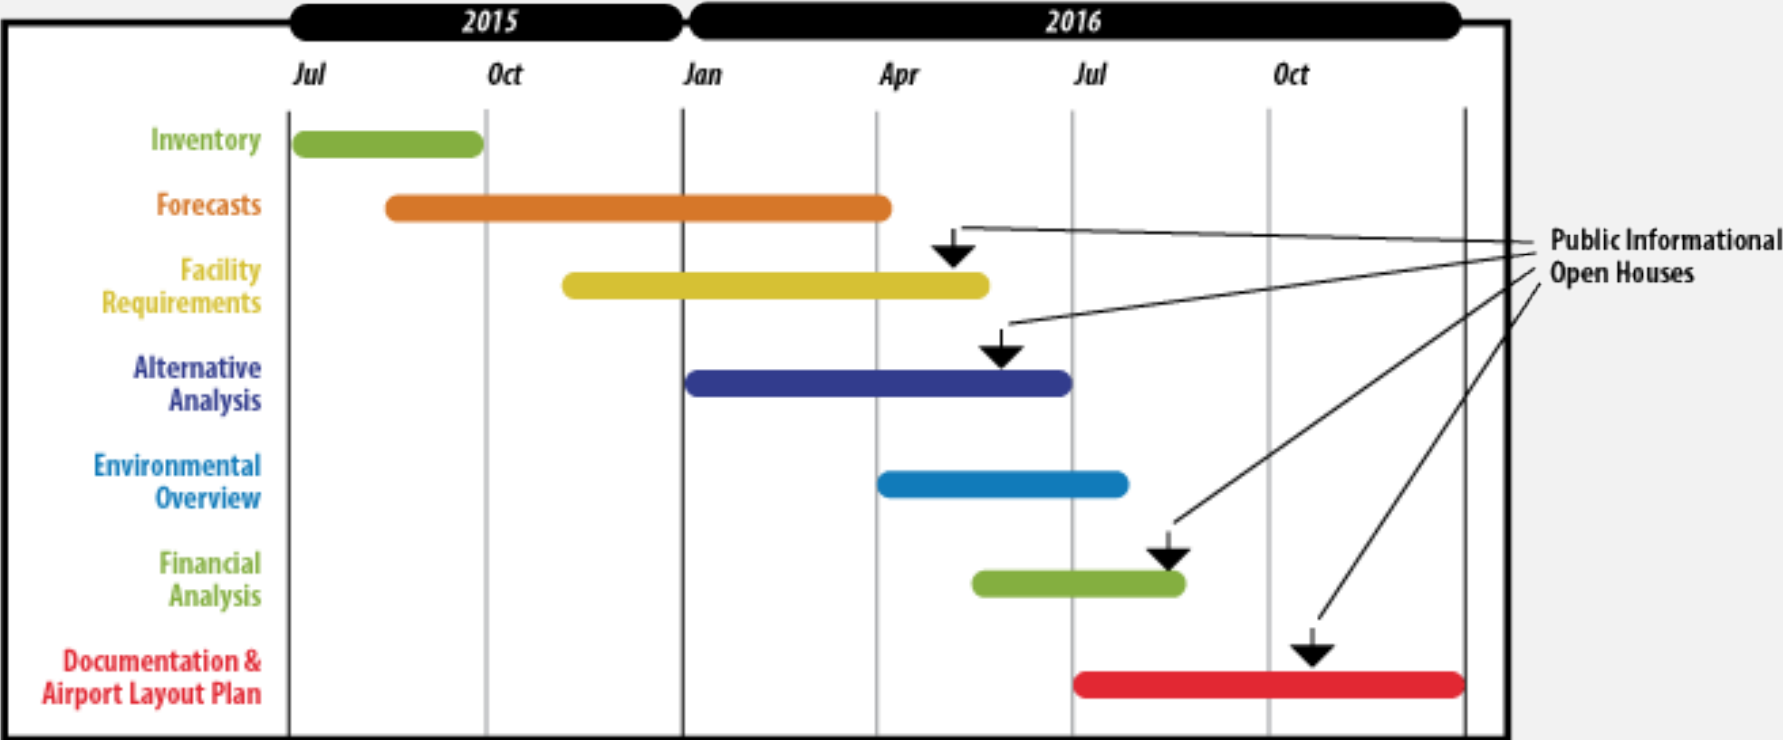 2015
2016
Jul
Oct
Jan
Apr
Jul
Oct
Inventory
Forecasts
Facility
Requirements
Alternative
Analysis
Environmental
Overview
Financial
Analysis
Documentation &
Airport Layout Plan
Public Informational
Open Houses